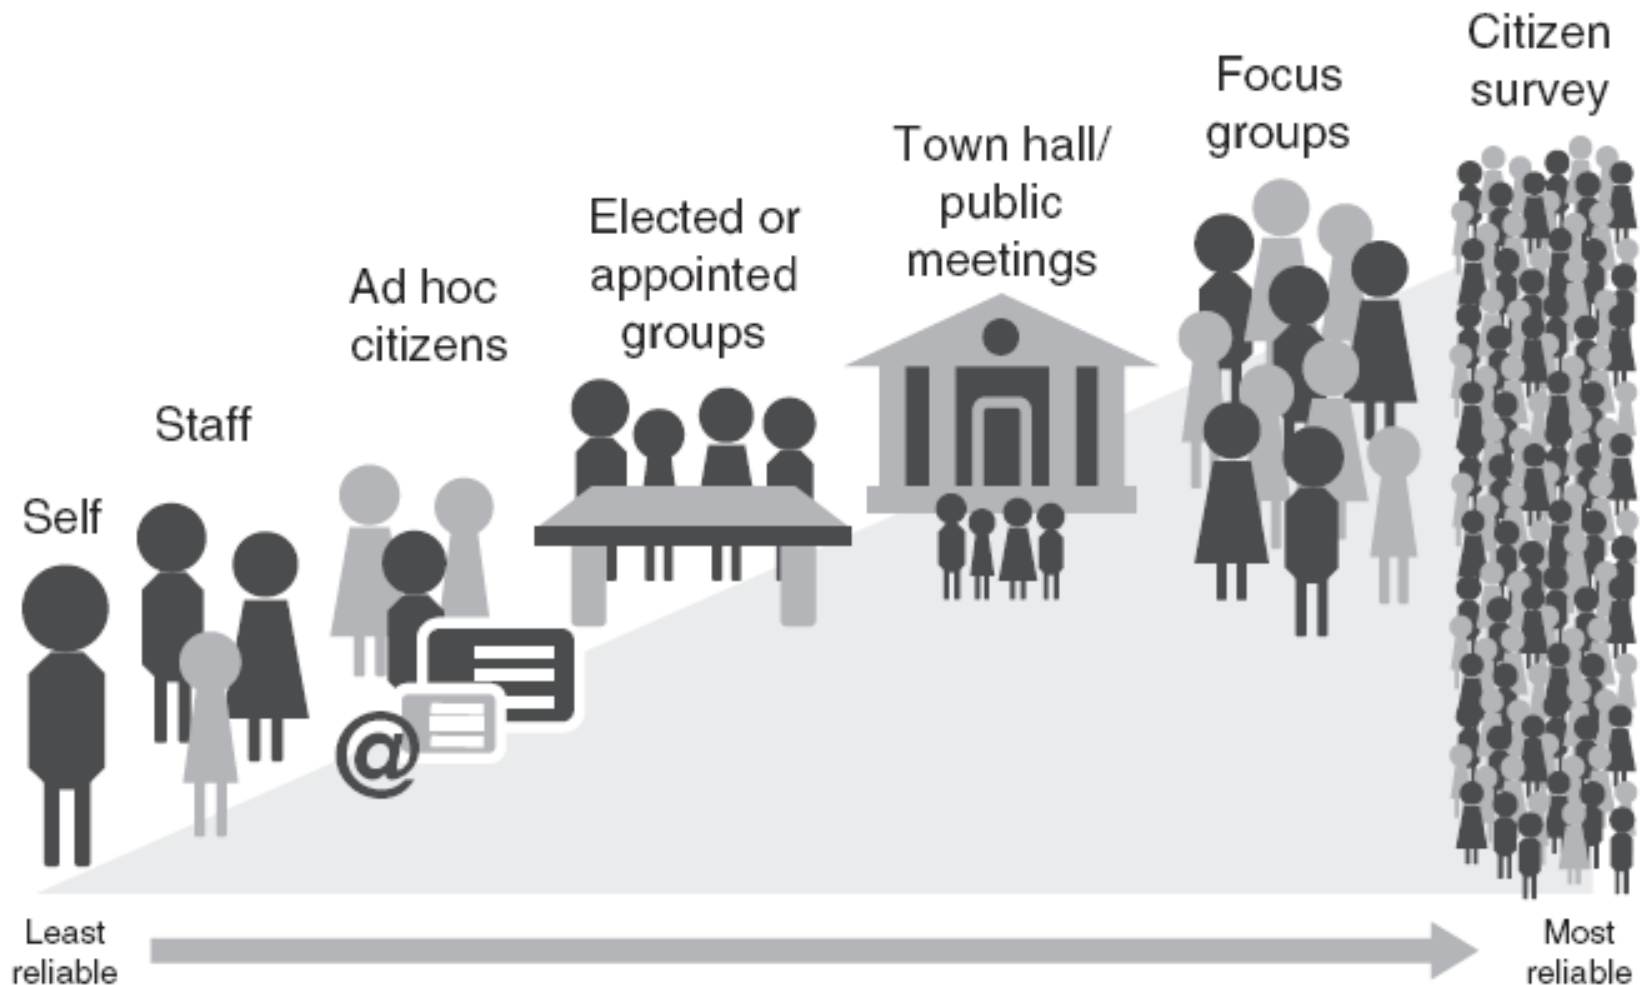 Self
Staff
Ad hoc
citizens
Elected or
appointed
groups
Town hall/
public
meetings
Focus
groups
Citizen
survey
@
Least
reliable
Most
reliable